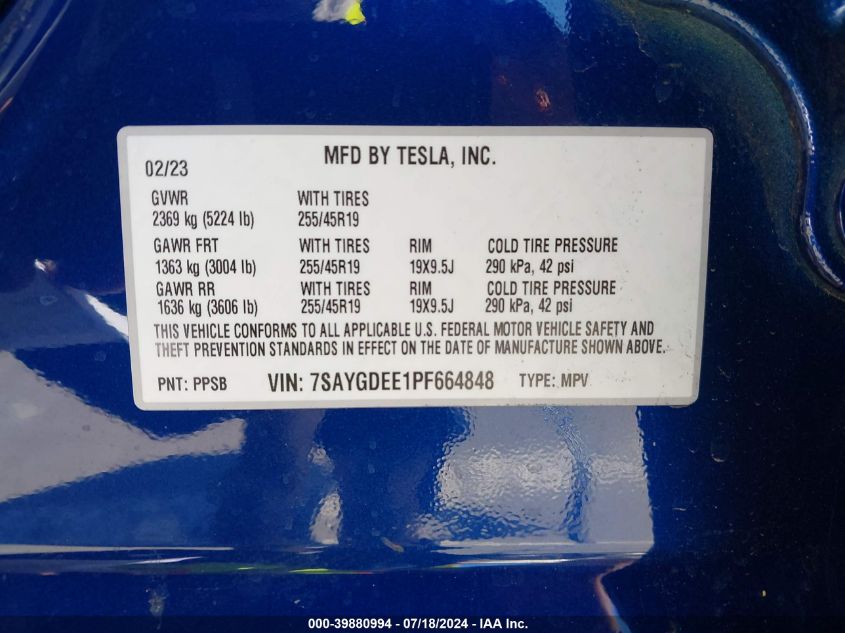 MFD BY TESLA, INC.
02/23
GVWR WITH TIRES
2369 kg (5224 lb) 255/45R19
GAWR FRT WITH TIRES RIM COLD TIRE PRESSURE
1363 kg (3004 lb) 255/45R19 19X9.5J 290 kPa, 42 psi
GAWR RR WITH TIRES RIM COLD TIRE PRESSURE
1636 kg (3606 lb) 255/45R19 19X9.5J 290 kPa, 42 psi
THIS VEHICLE CONFORMS TO ALL APPLICABLE U.S. FEDERAL MOTOR VEHICLE SAFETY AND
THEFT PREVENTION STANDARDS IN EFFECT ON THE DATE OF MANUFACTURE SHOWN ABOVE.
PNT: PPSB VIN: 7SAYGDEE1PF664848 TYPE: MPV
000-39880994 - 07/18/2024 - IAA Inc.